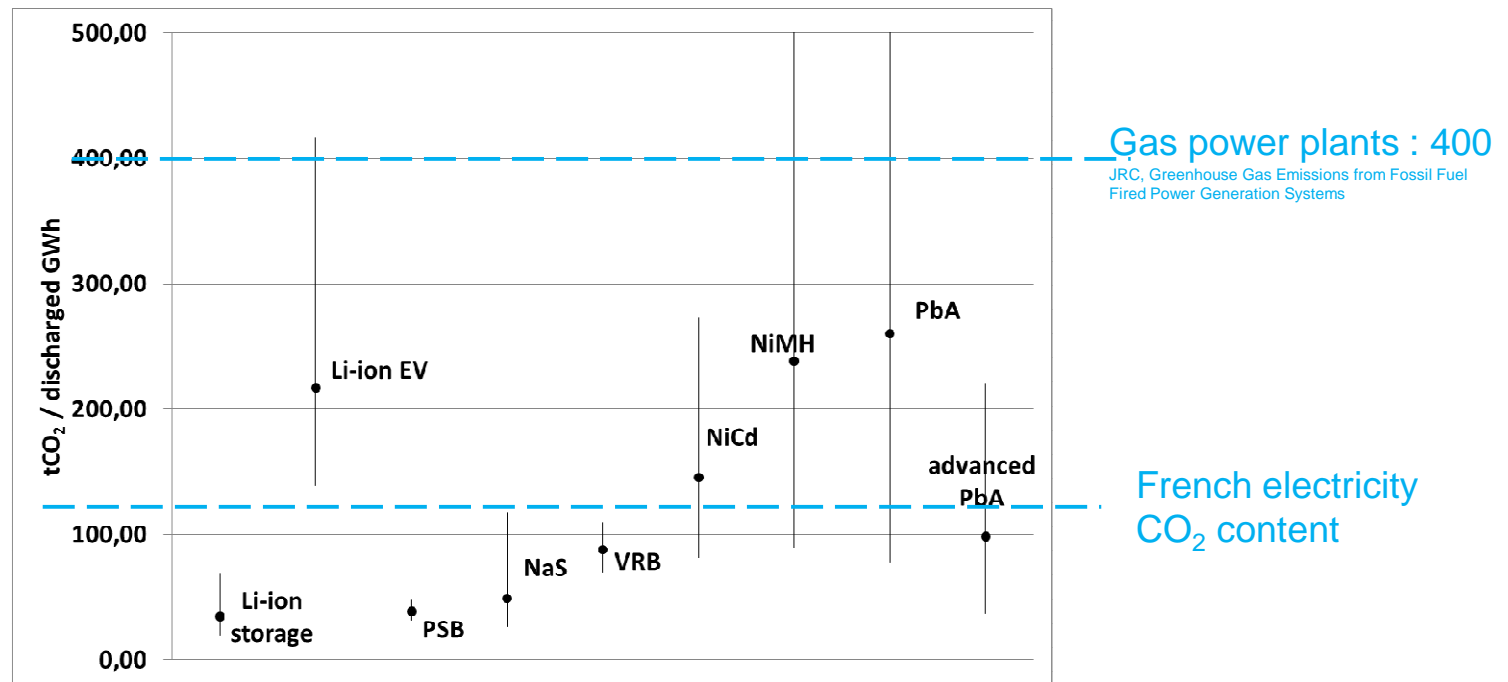 500,00
400,00
300,00
200,00
100,00
0,00
tCO₂ / discharged GWh
Li-ion
storage
Li-ion EV
PSB
NaS
VRB
NiCd
NiMH
PbA
advanced
PbA
Gas power plants : 400
JRC, Greenhouse Gas Emissions from Fossil Fuel
Fired Power Generation Systems
French electricity
CO₂ content